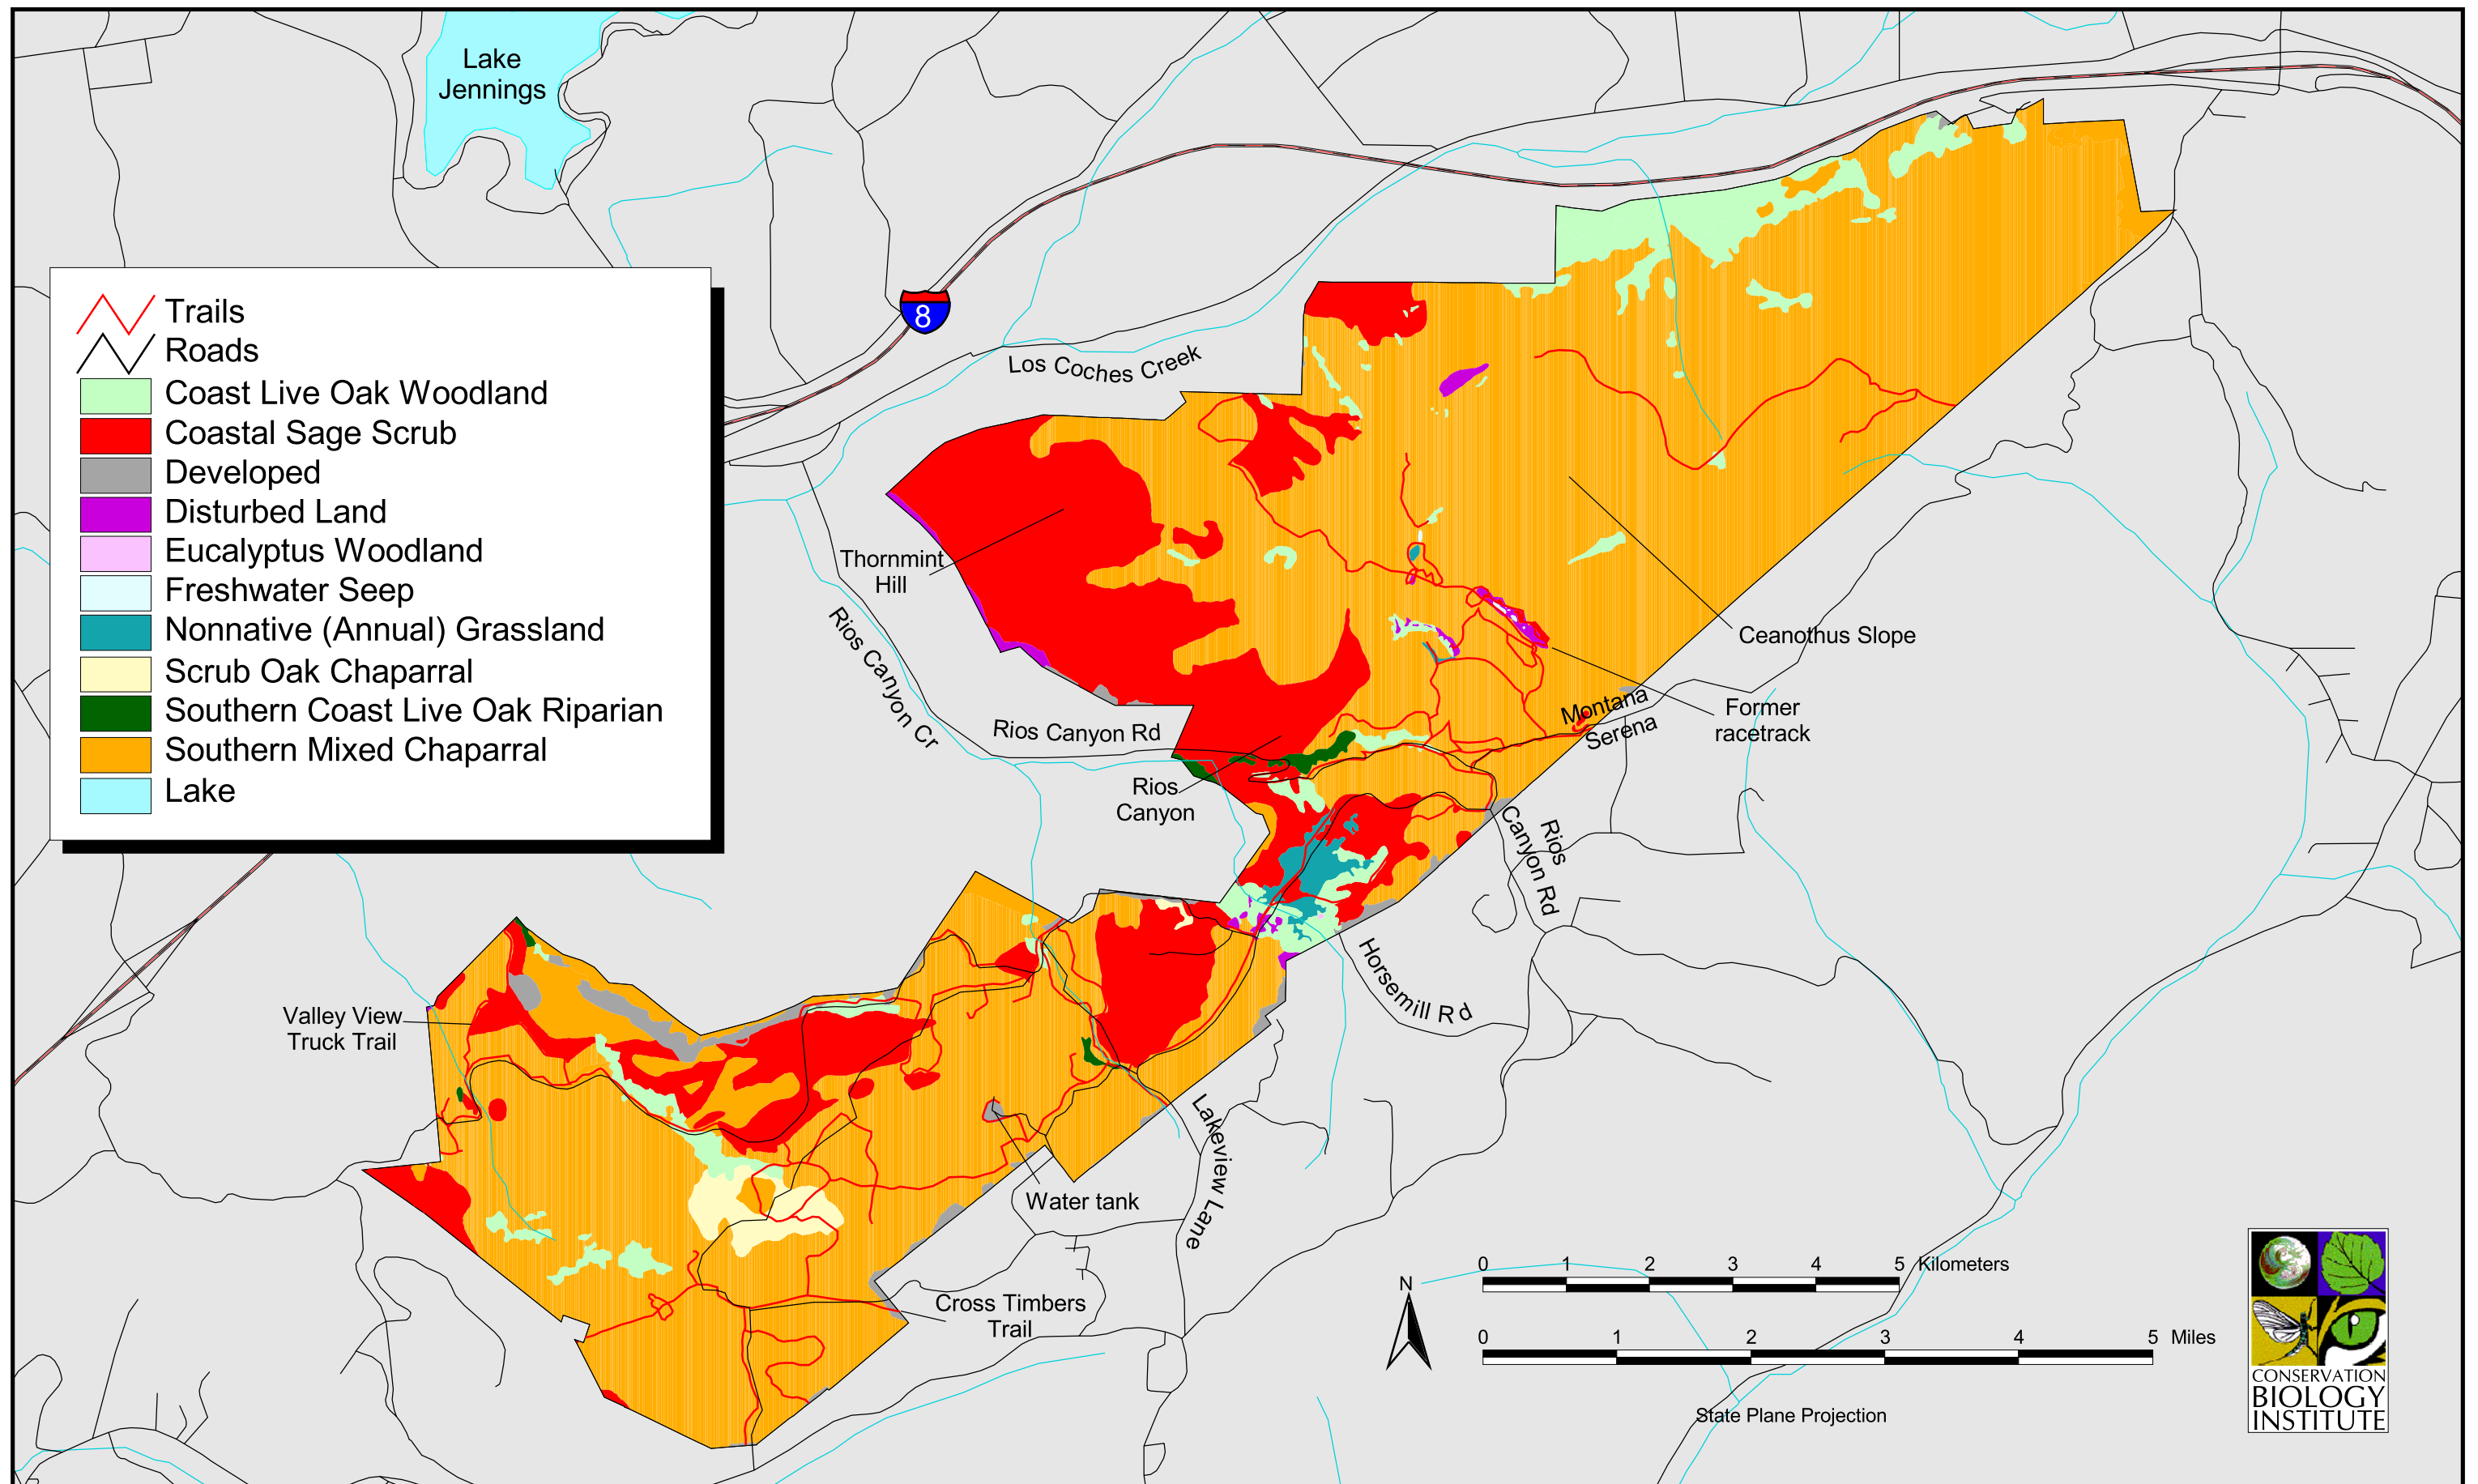 Lake
Jennings
8
Trails
Roads
Coast Live Oak Woodland
Coastal Sage Scrub
Developed
Disturbed Land
Eucalyptus Woodland
Freshwater Seep
Nonnative (Annual) Grassland
Scrub Oak Chaparral
Southern Coast Live Oak Riparian
Southern Mixed Chaparral
Lake
Los Coches Creek
Thornmint
Hill
Rios Canyon Cr
Rios Canyon Rd
Ceanothus Slope
Montana
Serena
Former
racetrack
Rios
Canyon
Rios
Canyon Rd
Horsemill Rd
Valley View
Truck Trail
Lakeview Lane
Water tank
Cross Timbers
Trail
N
0 1 2 3 4 5 Kilometers
0 1 2 3 4 5 Miles
State Plane Projection
CONSERVATION
BIOLOGY
INSTITUTE